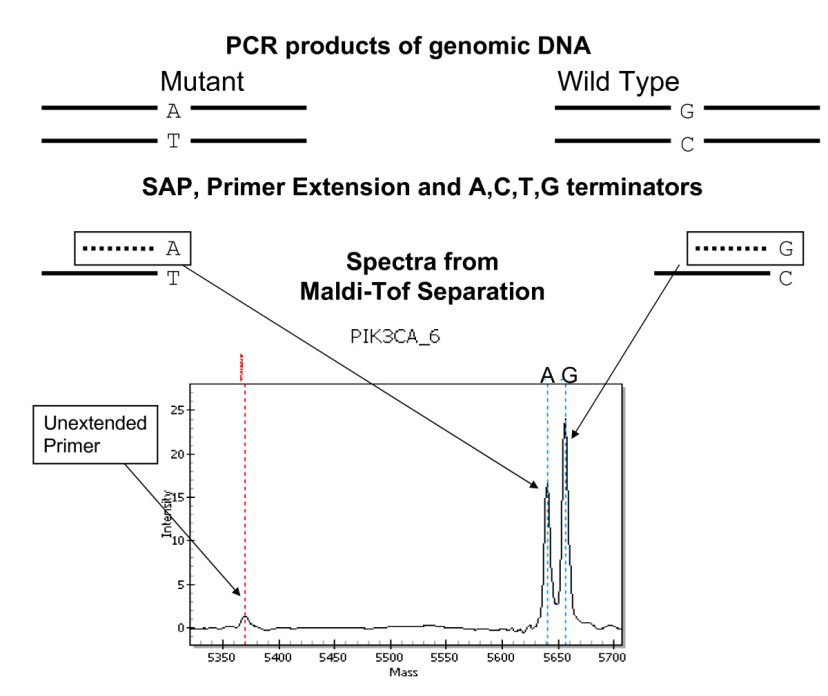 PCR products of genomic DNA
Mutant
Wild Type
A
G
T
C
SAP, Primer Extension and A,C,T,G terminators
A
G
T
C
Spectra from
Maldi-Tof Separation
PIK3CA_6
A G
Unextended
Primer
Intensity
25
20
15
10
5
0
5350 5400 5450 5500 5550 5600 5650 5700
Mass